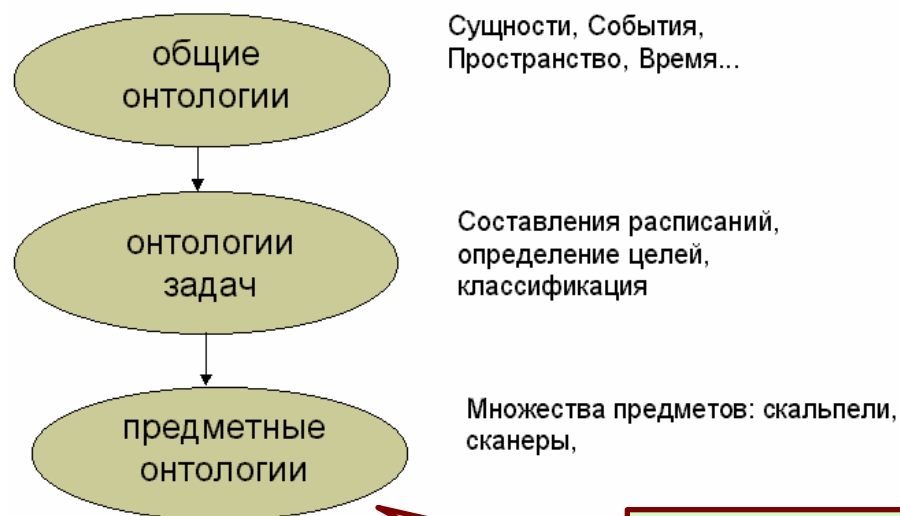 общие
онтологии
Сущности, События,
Пространство, Время...
онтологии
задач
Составления расписаний,
определение целей,
классификация
предметные
онтологии
Множества предметов: скальпели,
сканеры,